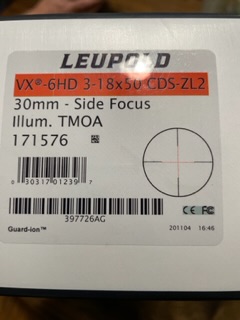 LEUPOLD
VX®-6HD 3-18x50 CDS-ZL2
30mm - Side Focus
Illum. TMOA
171576
0 30317 01239 7
397726AG
Guard-ion™
CE FC
201104 16:46